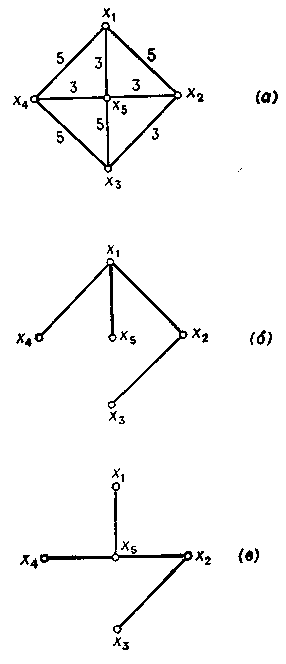 X₁
5 3 5
3 3
X₄ X₅ X₂ (а)
5 5 3
X₃
X₁
X₄ X₅ X₂ (б)
X₃
X₁
X₄ X₅ X₂ (в)
X₃